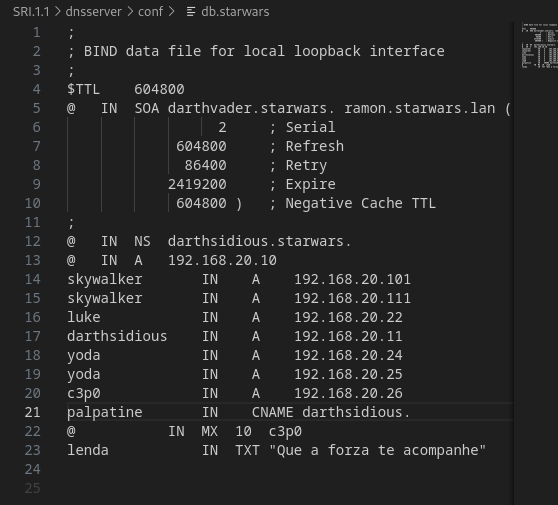 SRI.1.1 > dnsserver > conf > db.starwars
1 ;
2 ; BIND data file for local loopback interface
3 ;
4 $TTL 604800
5 @ IN SOA darthvader.starwars. ramon.starwars.lan (
6 2 ; Serial
7 604800 ; Refresh
8 86400 ; Retry
9 2419200 ; Expire
10 604800 ) ; Negative Cache TTL
11 ;
12 @ IN NS darthsidious.starwars.
13 @ IN A 192.168.20.10
14 skywalker IN A 192.168.20.101
15 skywalker IN A 192.168.20.111
16 luke IN A 192.168.20.22
17 darthsidious IN A 192.168.20.11
18 yoda IN A 192.168.20.24
19 yoda IN A 192.168.20.25
20 c3p0 IN A 192.168.20.26
21 palpatine IN CNAME darthsidious.
22 @ IN MX 10 c3p0
23 lenda IN TXT "Que a forza te acompanhe"
24
25